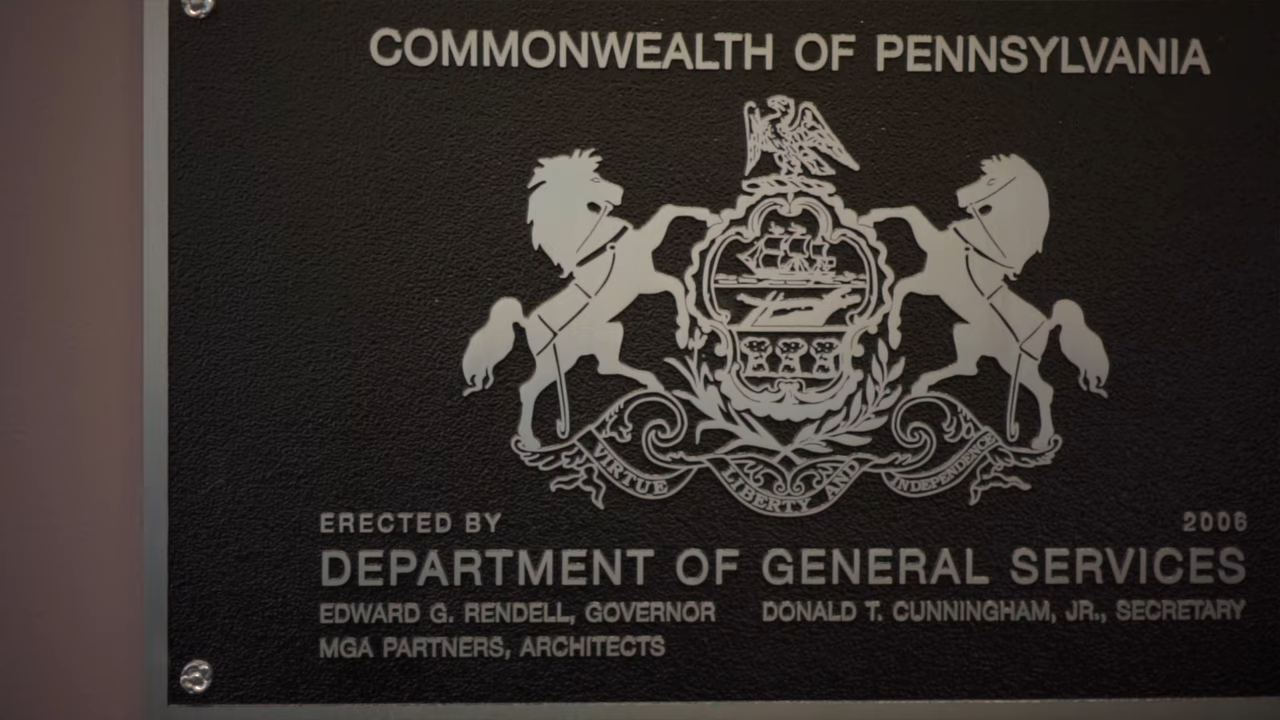 COMMONWEALTH OF PENNSYLVANIA
VIRTUE LIBERTY AND INDEPENDENCE
ERECTED BY 2006
DEPARTMENT OF GENERAL SERVICES
EDWARD G. RENDELL, GOVERNOR DONALD T. CUNNINGHAM, JR., SECRETARY
MGA PARTNERS, ARCHITECTS